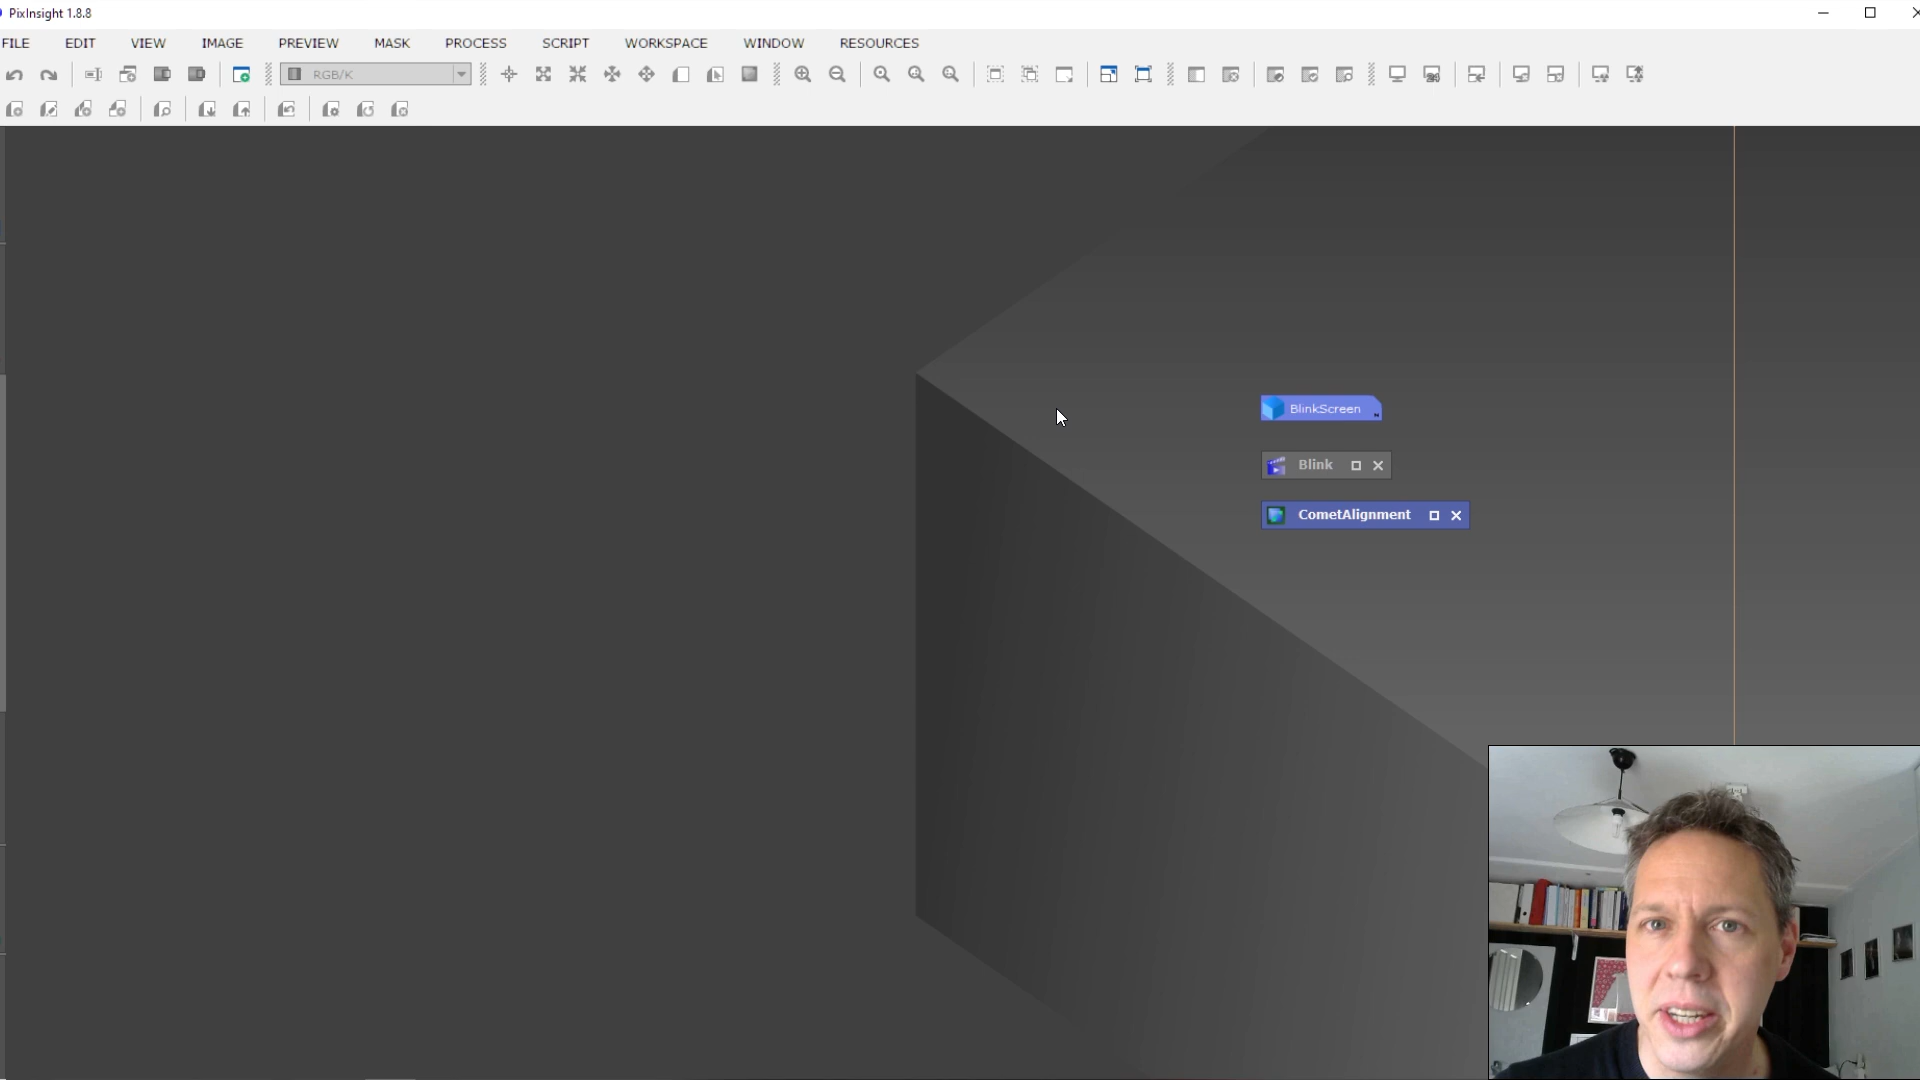 PixInsight 1.8.8
FILE EDIT VIEW IMAGE PREVIEW MASK PROCESS SCRIPT WORKSPACE WINDOW RESOURCES
RGB/K
BlinkScreen
Blink
CometAlignment